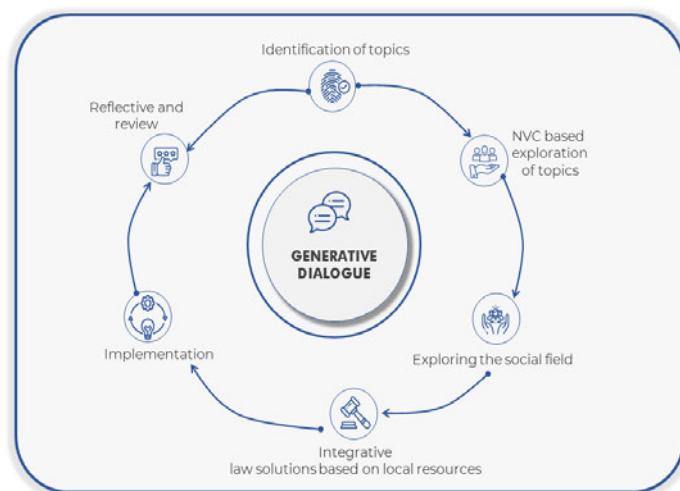 Identification of topics
NVC based
exploration
of topics
Exploring the social field
Integrative
law solutions based on local resources
Implementation
Reflective and
review
GENERATIVE
DIALOGUE